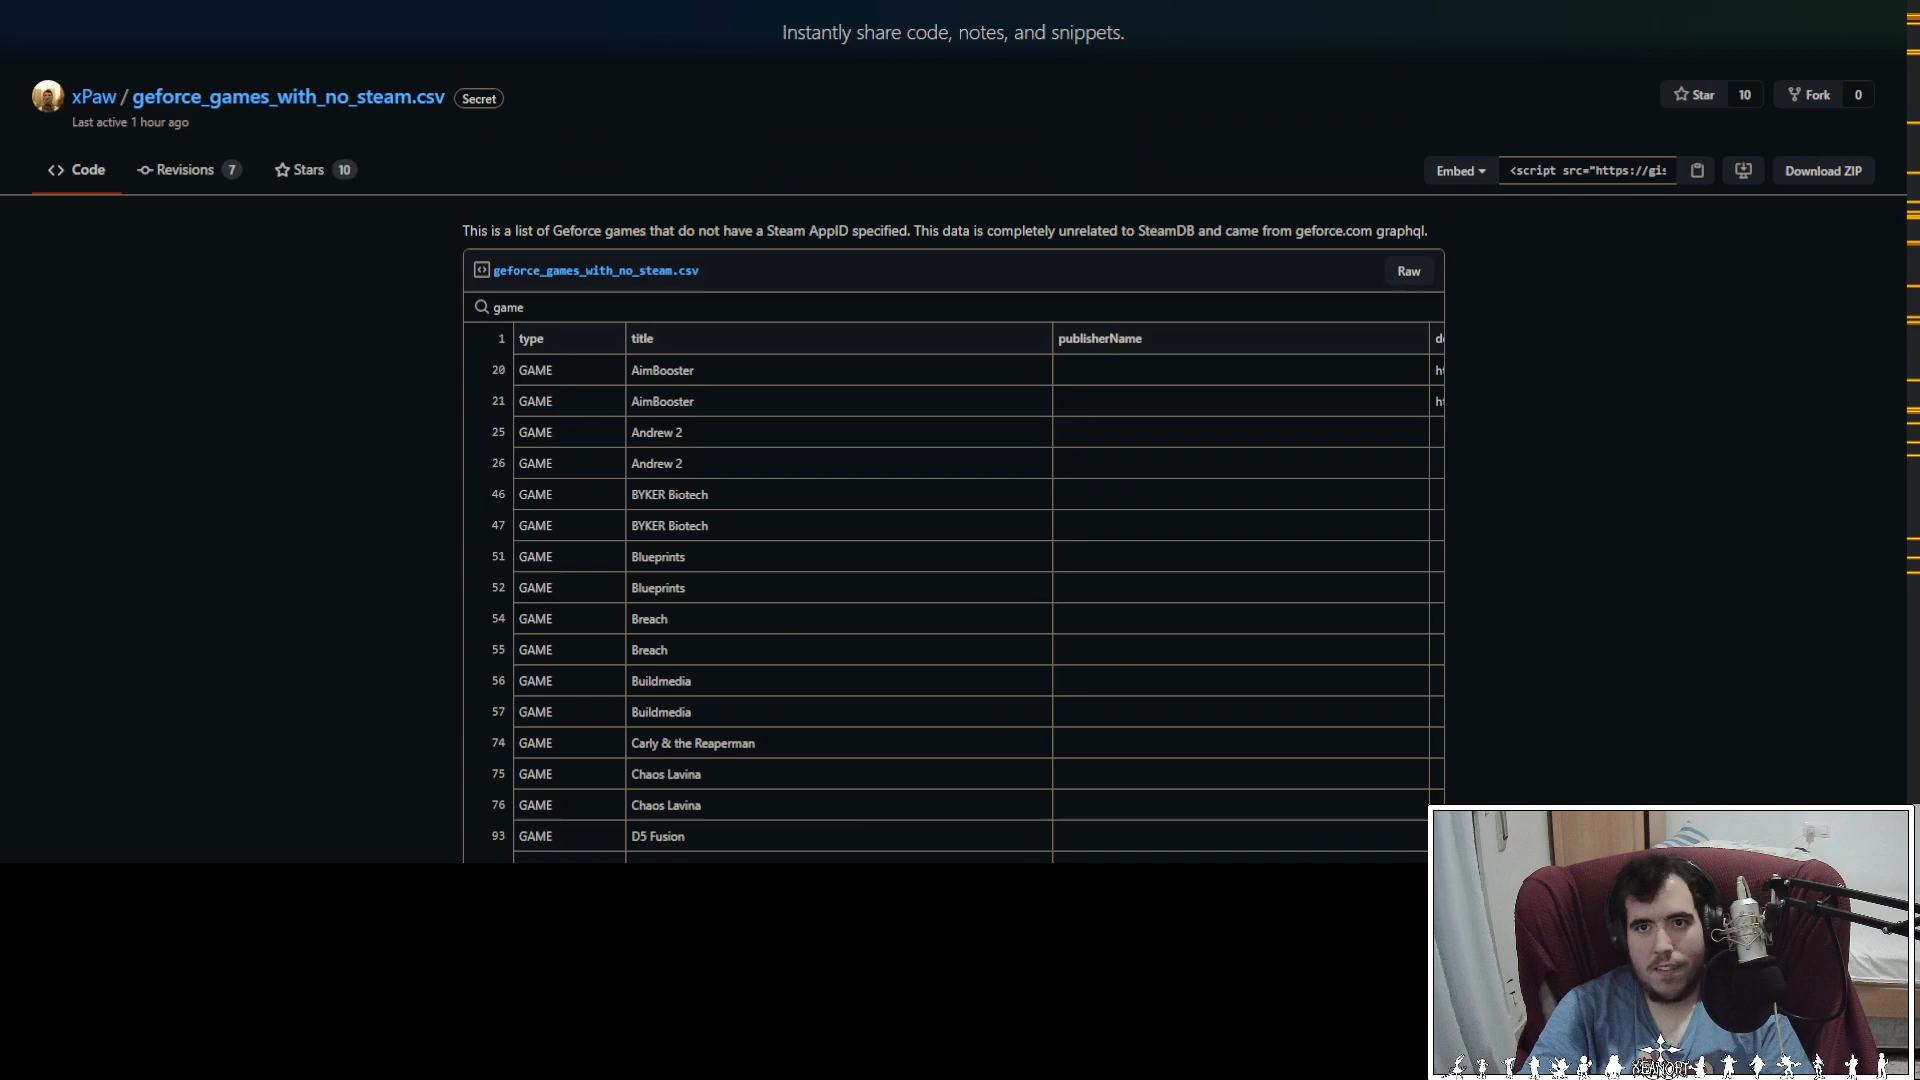 Instantly share code, notes, and snippets.
xPaw / geforce_games_with_no_steam.csv Secret
Star 10 Fork 0
Last active 1 hour ago
Code Revisions 7 Stars 10
Embed <script src="https://gis Download ZIP
This is a list of Geforce games that do not have a Steam AppID specified. This data is completely unrelated to SteamDB and came from geforce.com graphql.
geforce_games_with_no_steam.csv Raw
game
1 type title publisherName
20 GAME AimBooster
21 GAME AimBooster
25 GAME Andrew 2
26 GAME Andrew 2
46 GAME BYKER Biotech
47 GAME BYKER Biotech
51 GAME Blueprints
52 GAME Blueprints
54 GAME Breach
55 GAME Breach
56 GAME Buildmedia
57 GAME Buildmedia
74 GAME Carly & the Reaperman
75 GAME Chaos Lavina
76 GAME Chaos Lavina
93 GAME D5 Fusion